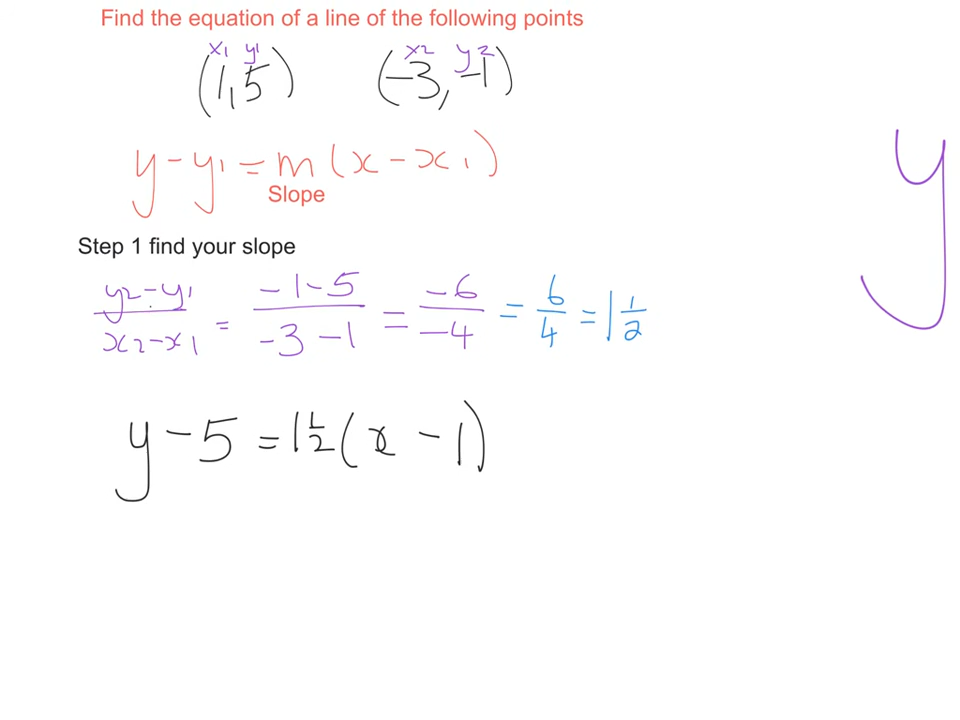 Find the equation of a line of the following points
x1 y1 x2 y2
(1,5) (-3,-1)
y-y1=m(x-x1)
Slope
y
Step 1 find your slope
y2-y1/x2-x1 = -1-5/-3-1 = -6/-4 = 6/4 = 1 1/2
y-5=1 1/2(x-1)